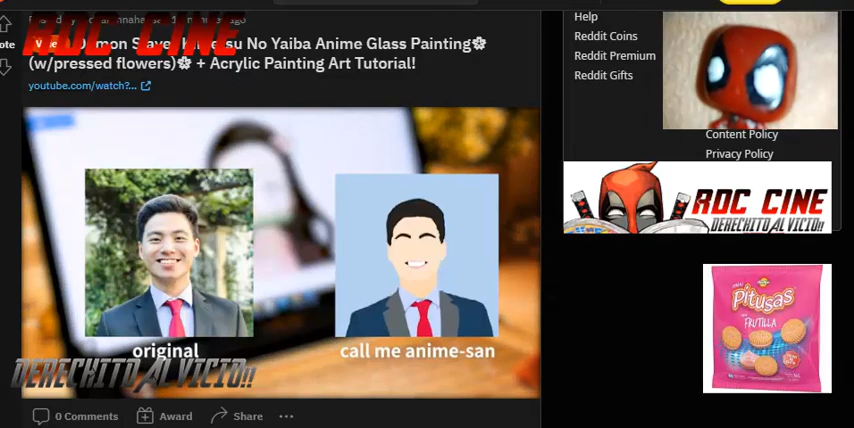 RDC CINE
Demon Slayer Kimetsu No Yaiba Anime Glass Painting
(w/pressed flowers) + Acrylic Painting Art Tutorial!
youtube.com/watch?...
original
call me anime-san
DERECHITO AL VICIO!!
0 Comments
Award
Share
Help
Reddit Coins
Reddit Premium
Reddit Gifts
Content Policy
Privacy Policy
RDC CINE
DERECHITO AL VICIO!!
Pitusas
FRUTILLA